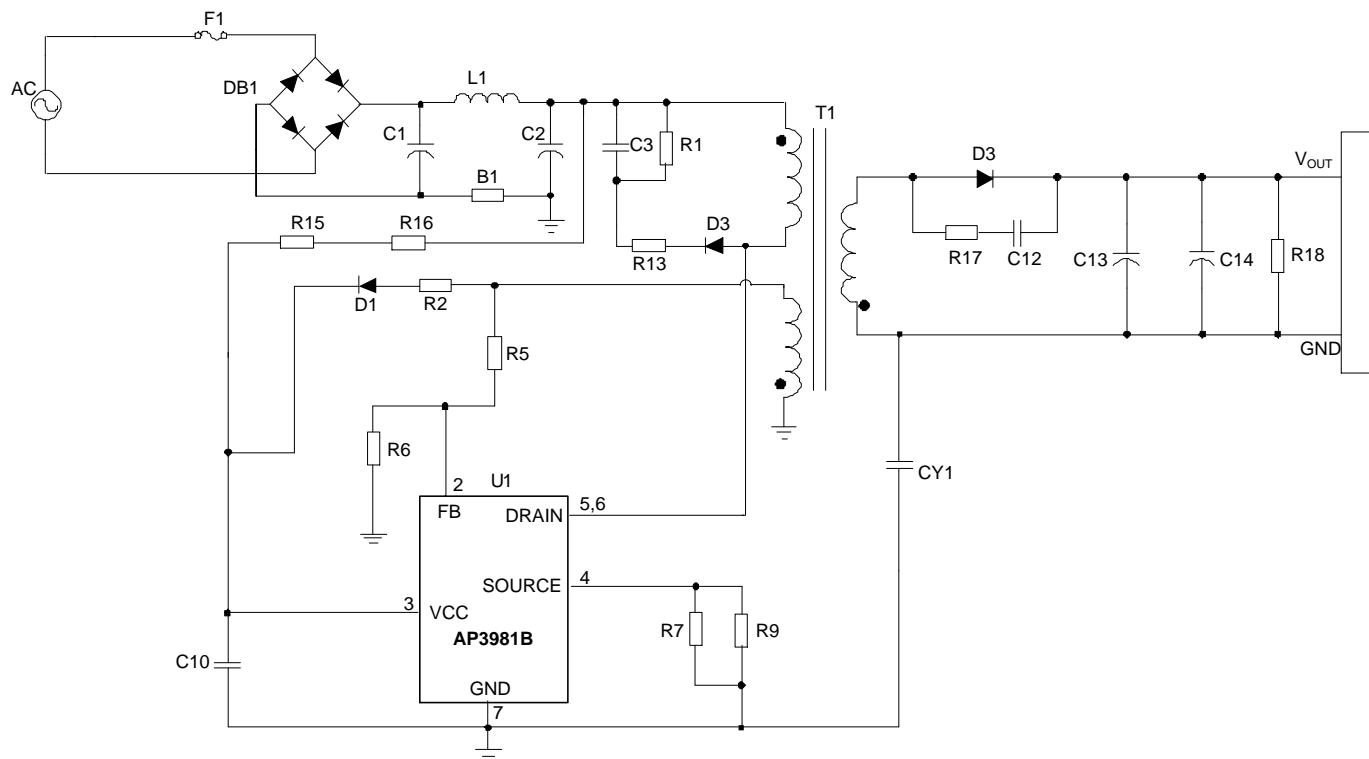 F1
AC
DB1
L1
T1
C1
C2
C3
R1
B1
D3
VOUT
R15
R16
D3
R13
R17
C12
C13
C14
R18
D1
R2
GND
R5
R6
U1
2
FB
DRAIN
5,6
CY1
SOURCE
4
3
VCC
R7
R9
AP3981B
C10
GND
7